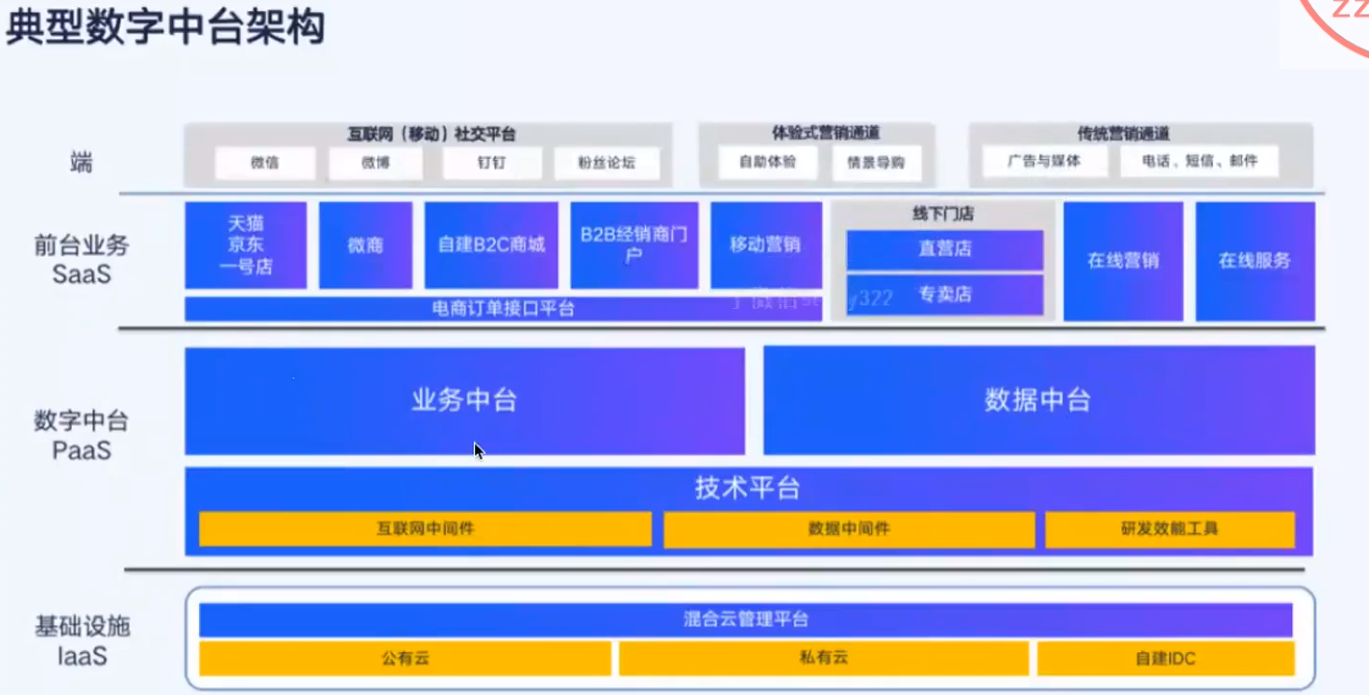 典型数字中台架构
ZZ
端
互联网（移动）社交平台
微信
微博
钉钉
粉丝论坛
体验式营销通道
自助体验
情景导购
传统营销通道
广告与媒体
电话、短信、邮件
前台业务
SaaS
天猫
京东
一号店
微商
自建B2C商城
B2B经销商门
户
移动营销
电商订单接口平台
线下门店
直营店
专卖店
在线营销
在线服务
数字中台
PaaS
业务中台
数据中台
技术平台
互联网中间件
数据中间件
研发效能工具
基础设施
IaaS
混合云管理平台
公有云
私有云
自建IDC